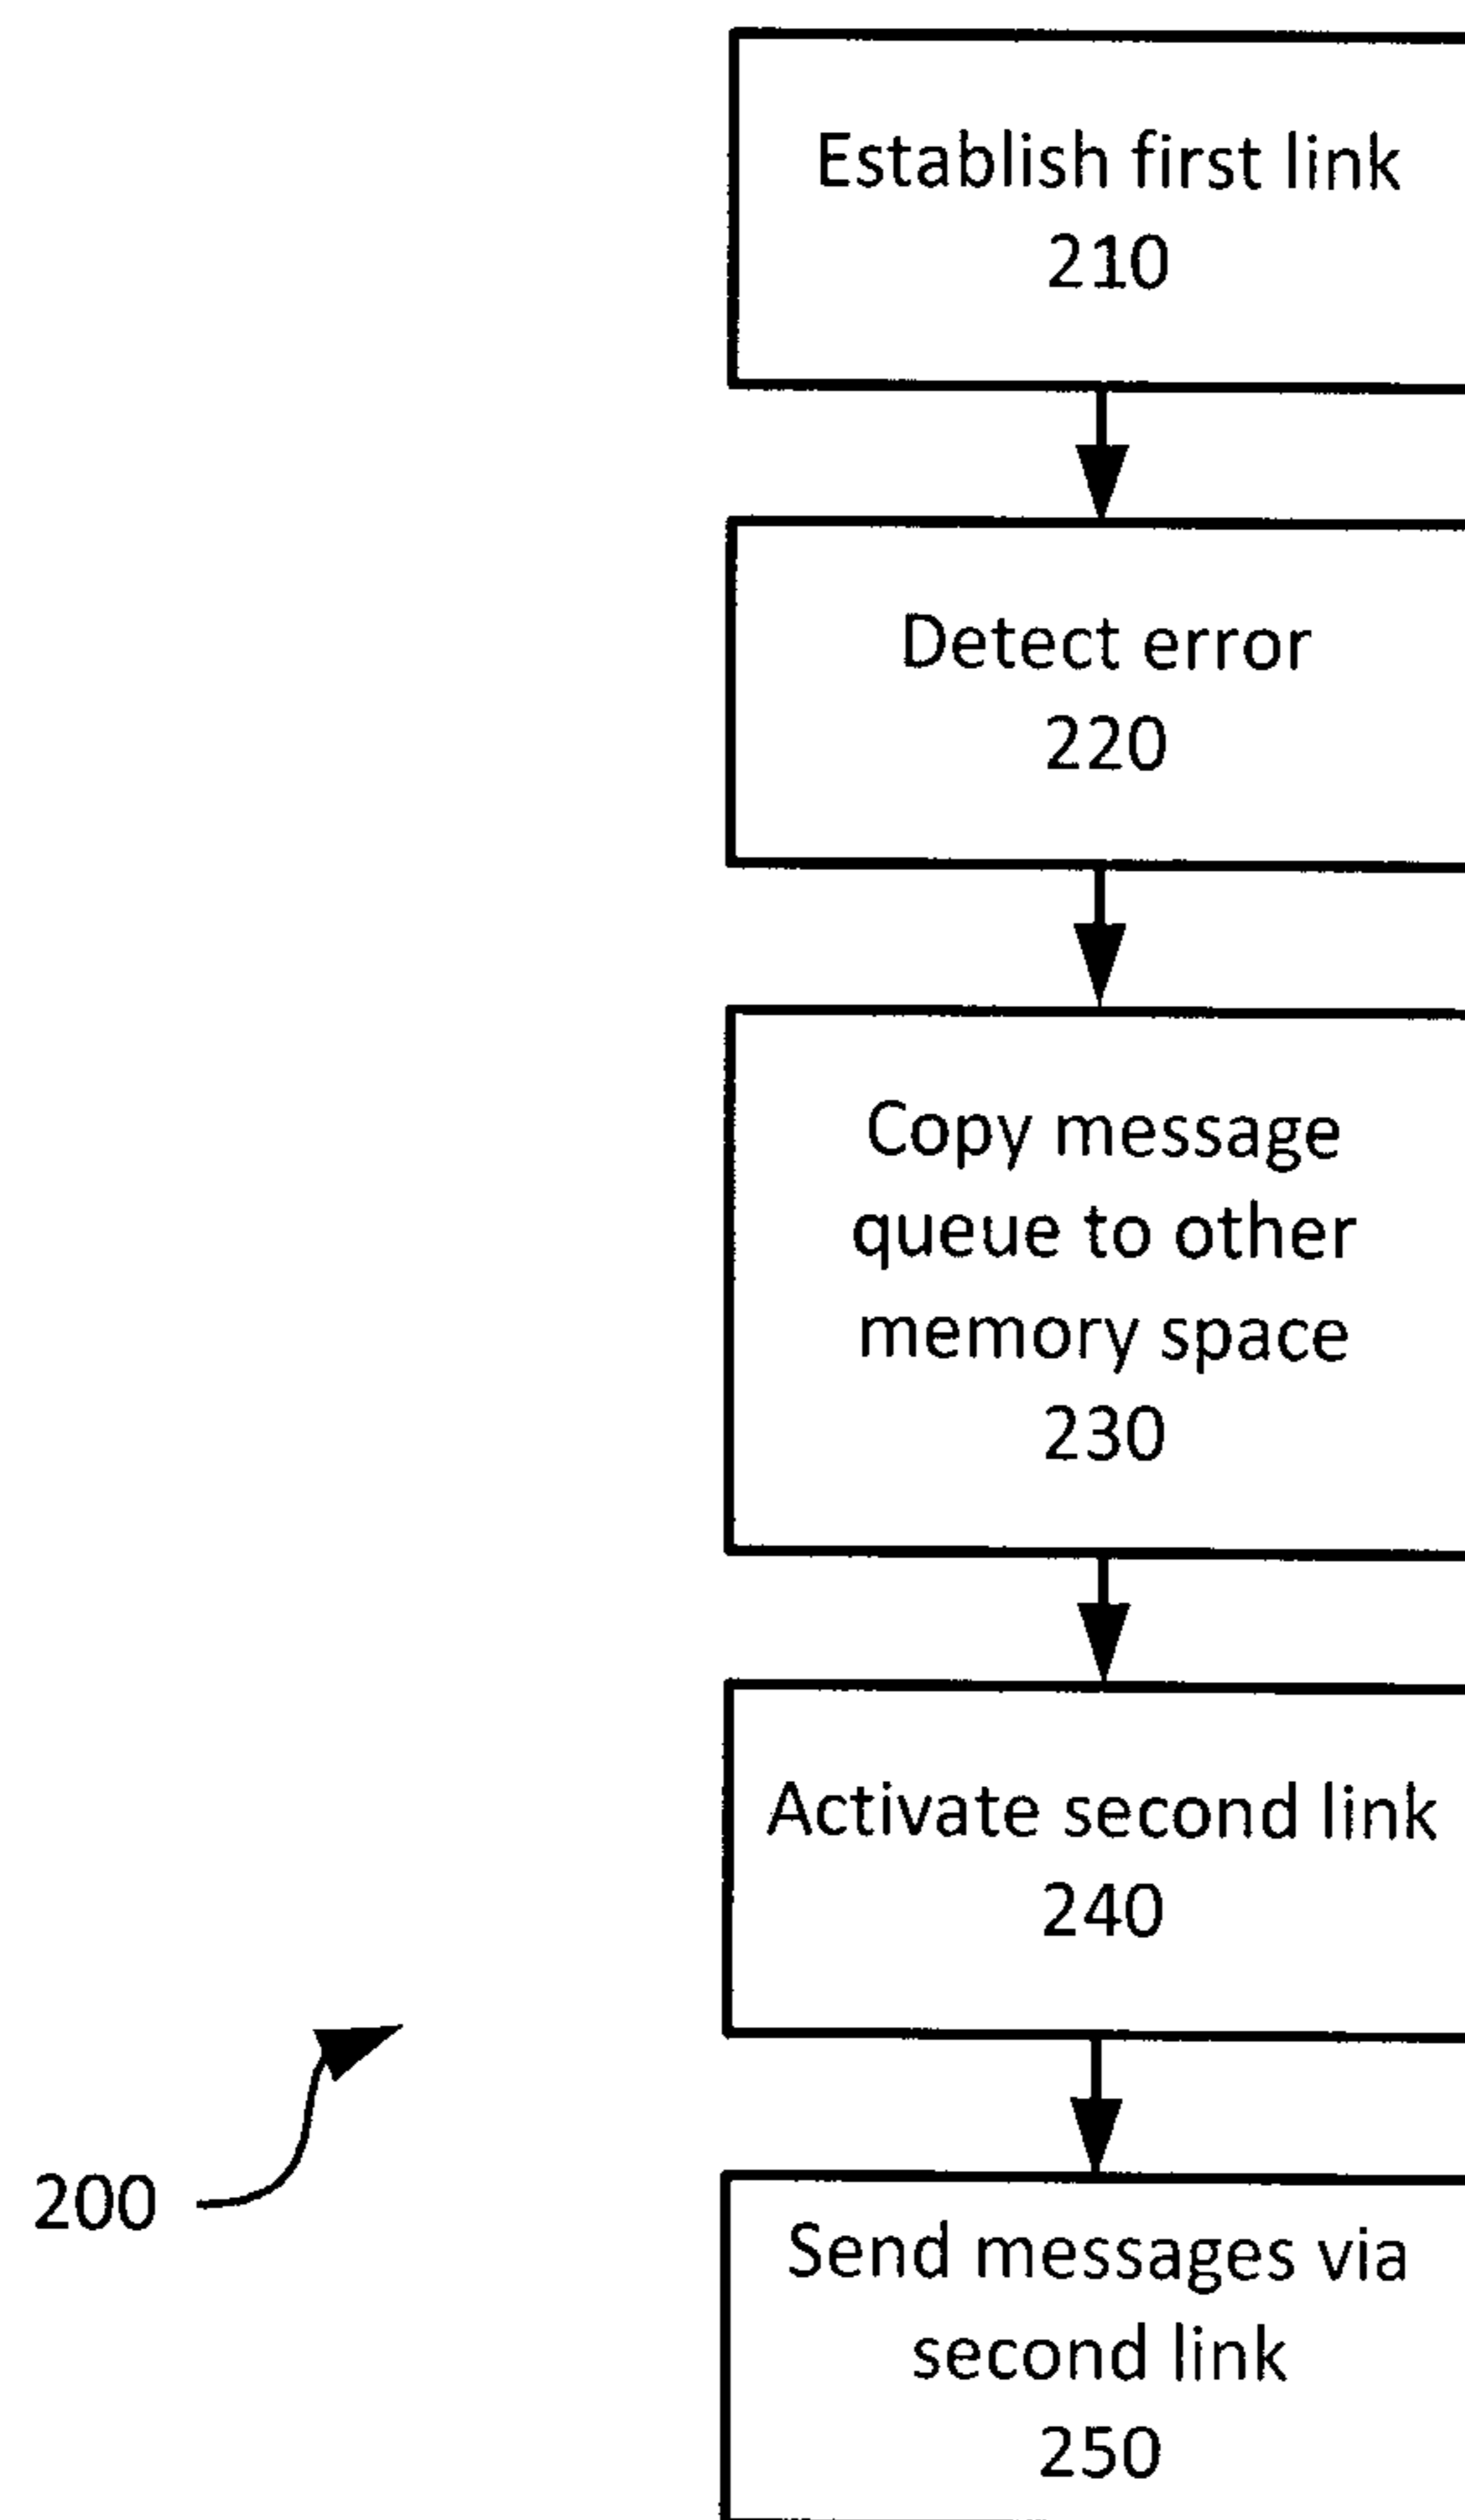 Establish first link
210
Detect error
220
Copy message
queue to other
memory space
230
Activate second link
240
200
Send messages via
second link
250